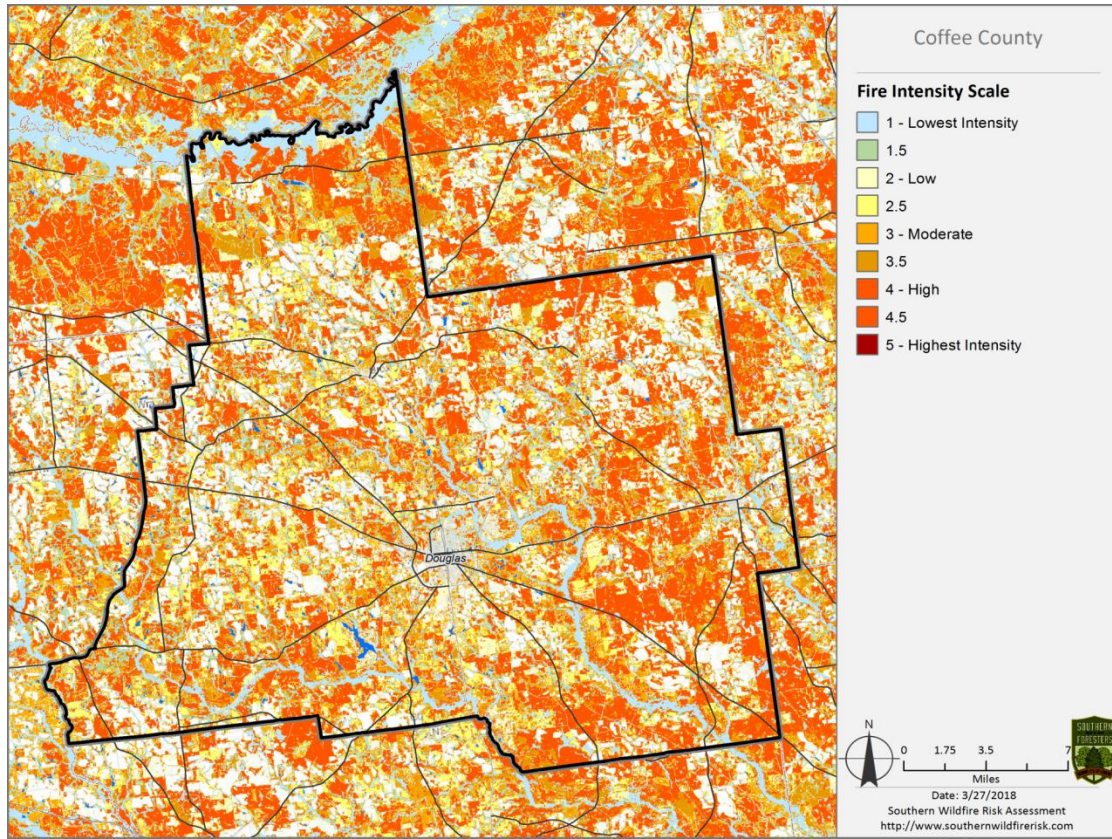 Coffee County
Fire Intensity Scale
1 - Lowest Intensity
1.5
2 - Low
2.5
3 - Moderate
3.5
4 - High
4.5
5 - Highest Intensity
Douglas
N
0 1.75 3.5 7
Miles
Date: 3/27/2018
Southern Wildfire Risk Assessment
http://www.southernwildfirerisk.com
SOUTHERN
FORESTERS